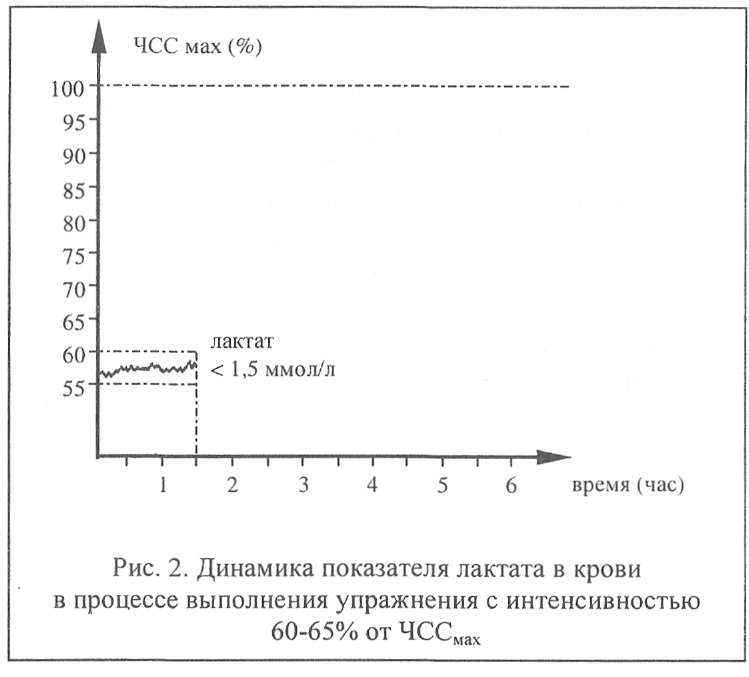 ЧСС мах (%)
100
95
90
85
80
75
70
65
60
55
лактат
< 1,5 ммол/л
1 2 3 4 5 6 время (час)
Рис. 2. Динамика показателя лактата в крови
в процессе выполнения упражнения с интенсивностью
60-65% от ЧССмах